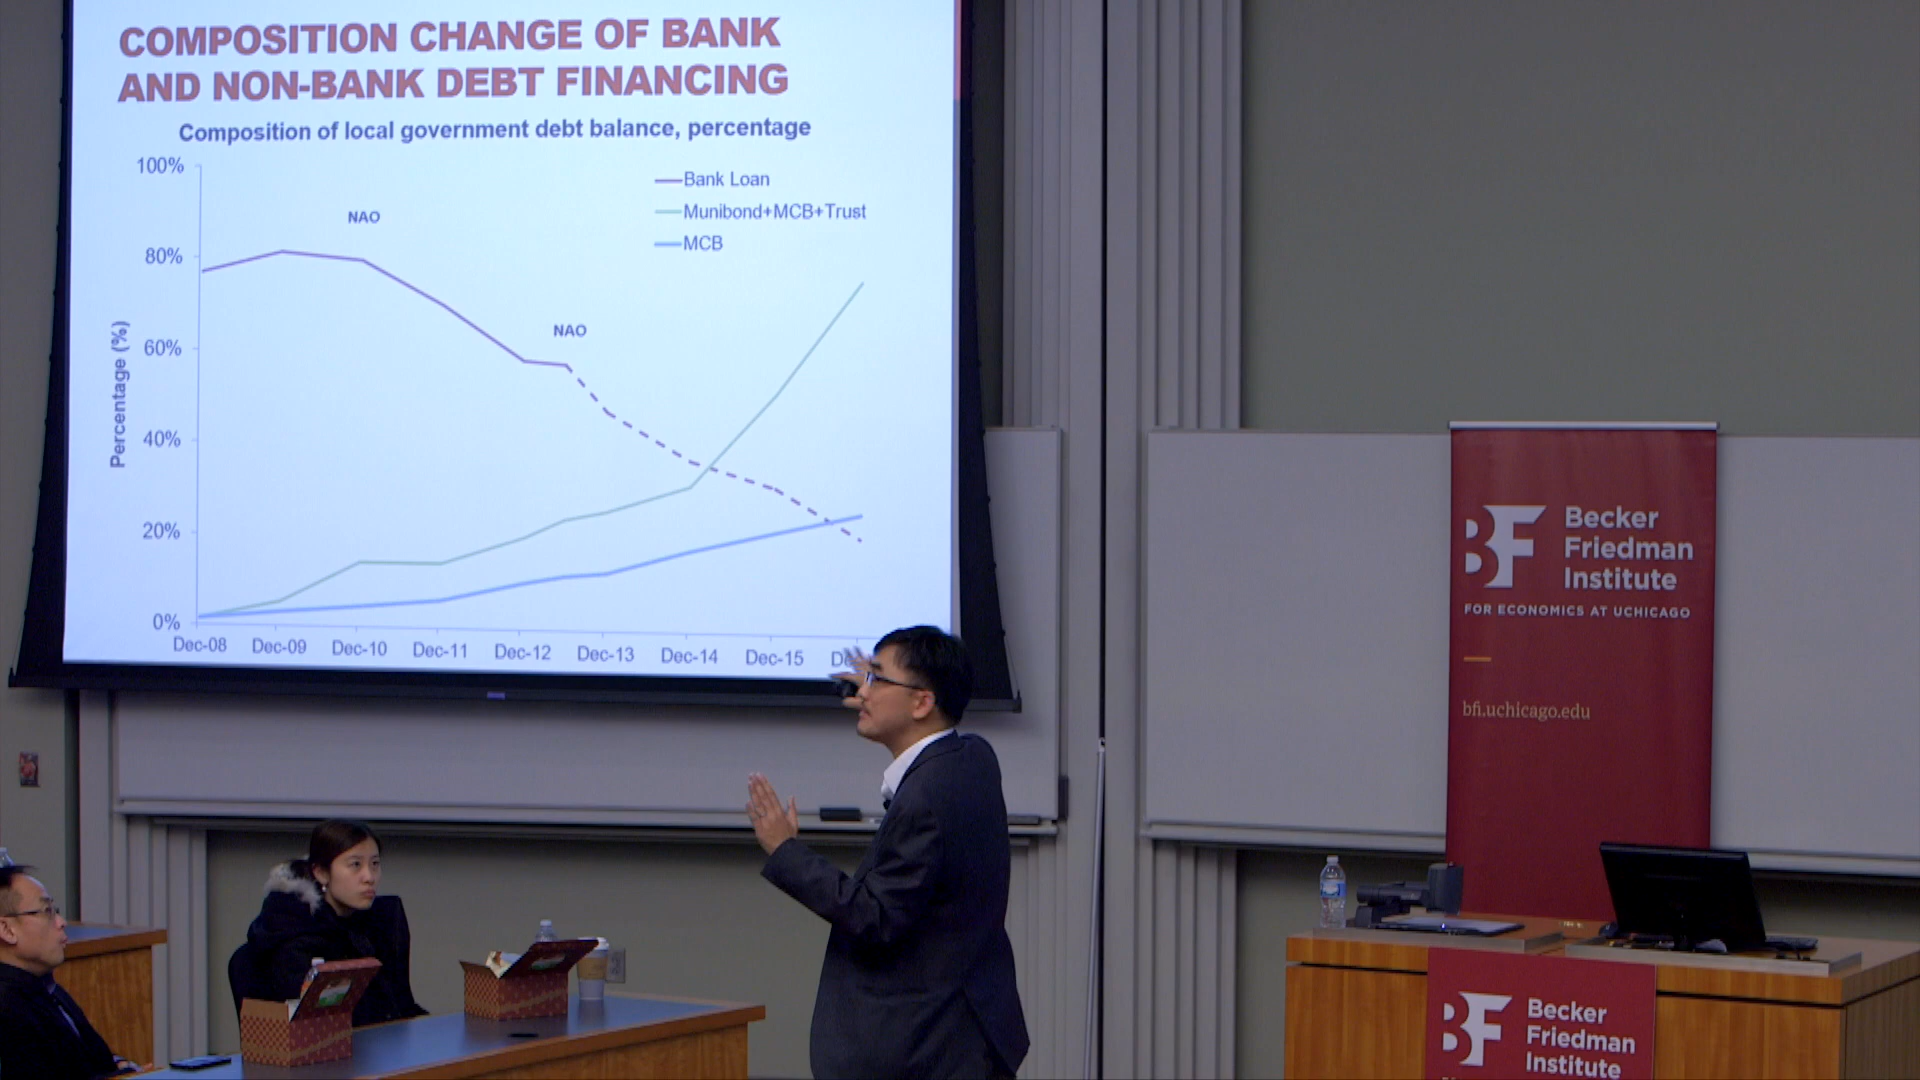 COMPOSITION CHANGE OF BANK
AND NON-BANK DEBT FINANCING
Composition of local government debt balance, percentage
100%
80%
60%
40%
20%
0%
Percentage (%)
NAO
NAO
Bank Loan
Munibond+MCB+Trust
MCB
Dec-08
Dec-09
Dec-10
Dec-11
Dec-12
Dec-13
Dec-14
Dec-15
BF
Becker
Friedman
Institute
FOR ECONOMICS AT UCHICAGO
bfi.uchicago.edu
BF
Becker
Friedman
Institute